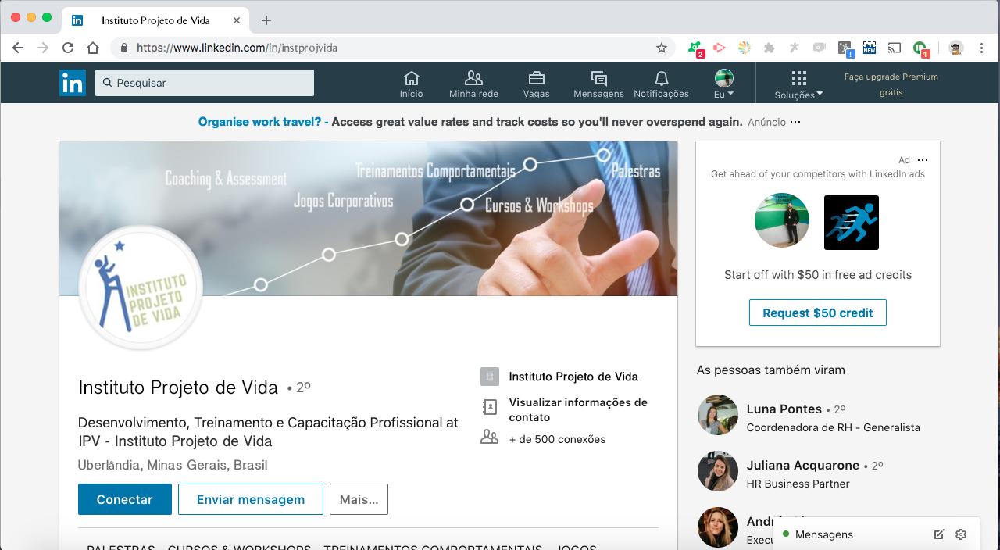 Instituto Projeto de Vida
https://www.linkedin.com/in/instprojvida
2
!
NEW
1
in
Pesquisar
Início
Minha rede
Vagas
Mensagens
Notificações
Eu
Soluções
Faça upgrade Premium
grátis
Organise work travel? - Access great value rates and track costs so you'll never overspend again. Anúncio ...
Coaching & Assessment
Treinamentos Comportamentais
Palestras
Jogos Corporativos
Cursos & Workshops
INSTITUTO
PROJETO
DE VIDA
Instituto Projeto de Vida • 2º
Desenvolvimento, Treinamento e Capacitação Profissional at
IPV - Instituto Projeto de Vida
Uberlândia, Minas Gerais, Brasil
Conectar
Enviar mensagem
Mais...
Instituto Projeto de Vida
Visualizar informações de
contato
+ de 500 conexões
PALESTRAS CURSOS & WORKSHOPS TREINAMENTOS COMPORTAMENTAIS JOGOS
Ad ...
Get ahead of your competitors with LinkedIn ads
Start off with $50 in free ad credits
Request $50 credit
As pessoas também viram
Luna Pontes • 2º
Coordenadora de RH - Generalista
Juliana Acquarone • 2º
HR Business Partner
Mensagens